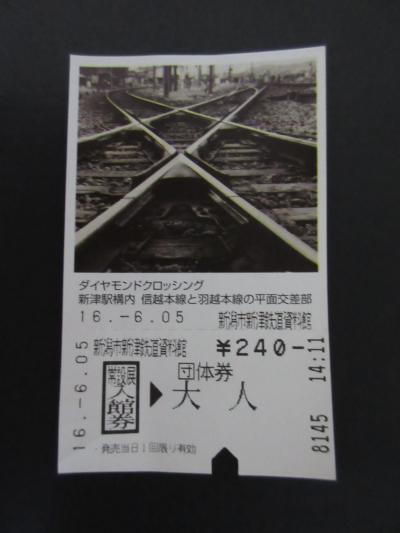 ダイヤモンドクロッシング
新津駅構内 信越本線と羽越本線の平面交差部
16.-6.05 新潟市新津鉄道資料館
新潟市新津鉄道資料館 ¥240-
16.-6.05
常設展
入館券
団体券
大人
・発売当日1回限り有効
8145 14:11